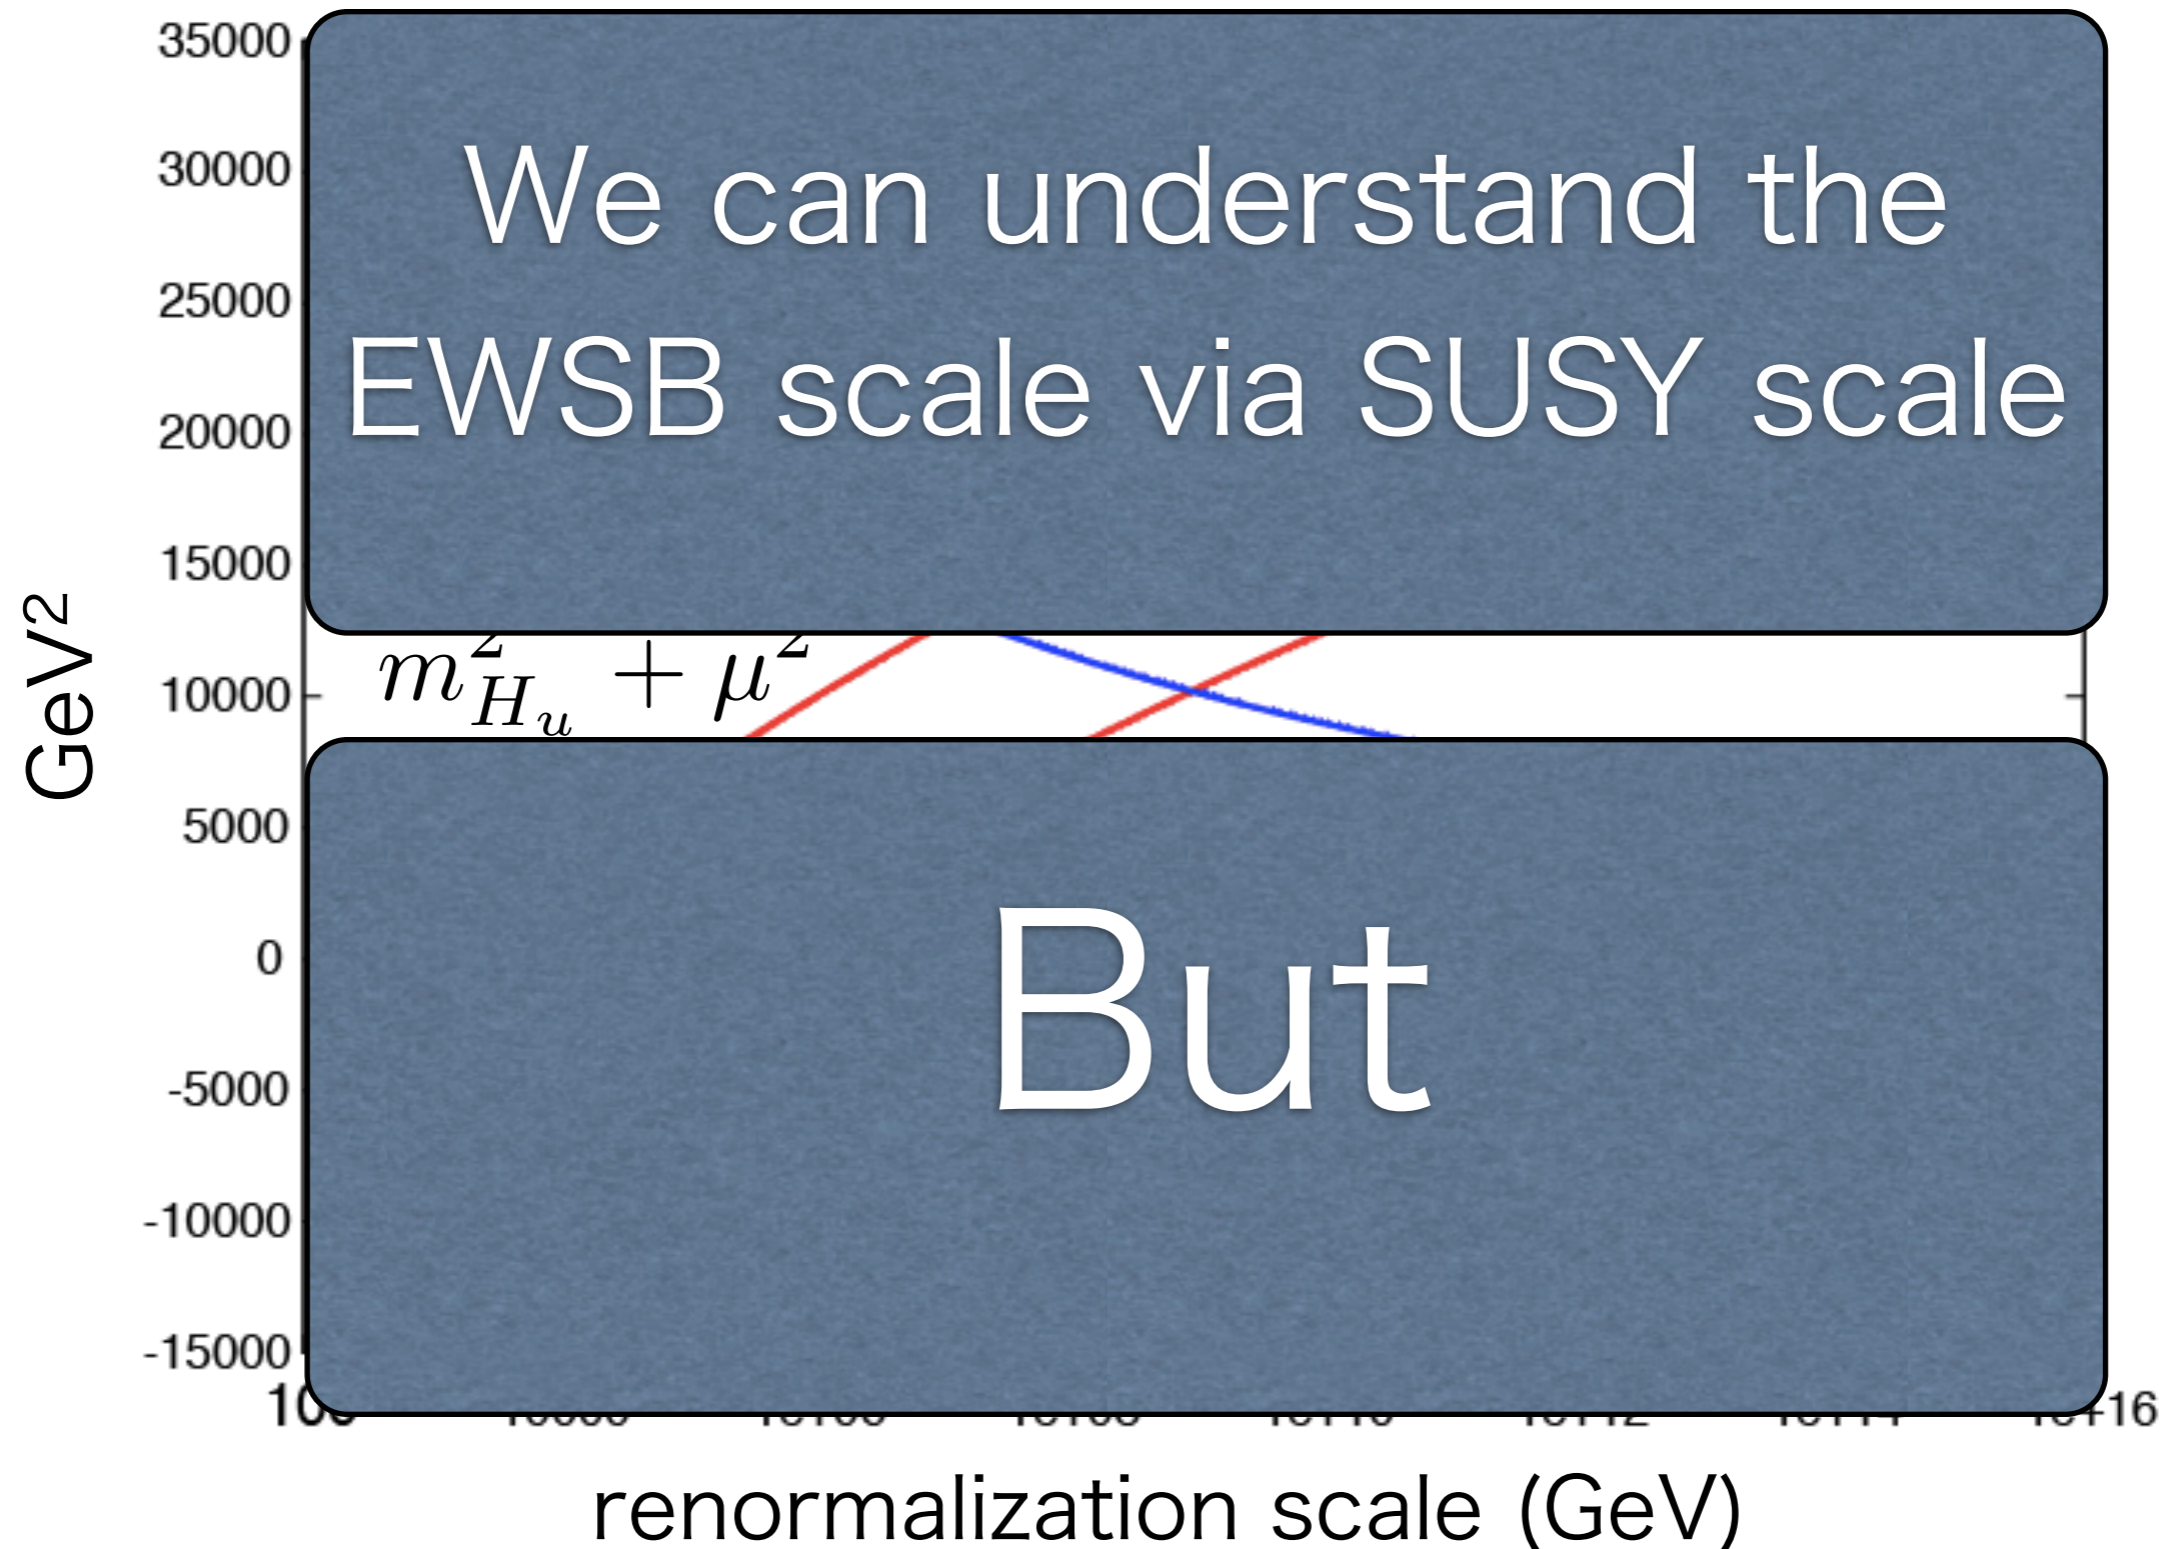 35000
30000
25000
20000
15000
10000
5000
0
-5000
-10000
-15000
GeV²
We can understand the
EWSB scale via SUSY scale
m²_{H_u} + μ²
But
100
renormalization scale (GeV)